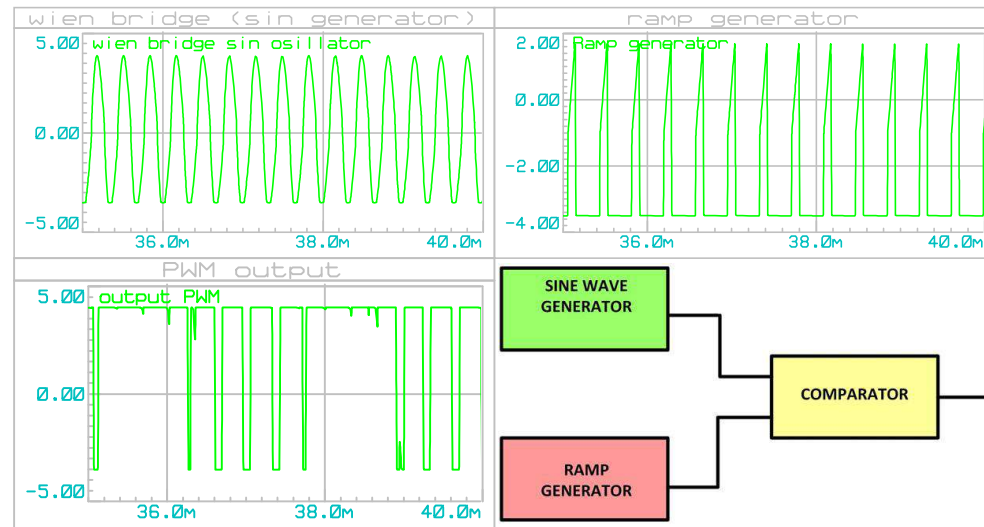 wien bridge (sin generator)
5.00
wien bridge sin osillator
0.00
-5.00
36.0m
38.0m
40.0m
ramp generator
2.00
Ramp generator
0.00
-2.00
-4.00
36.0m
38.0m
40.0m
PWM output
5.00
output PWM
0.00
-5.00
36.0m
38.0m
40.0m
SINE WAVE
GENERATOR
COMPARATOR
RAMP
GENERATOR